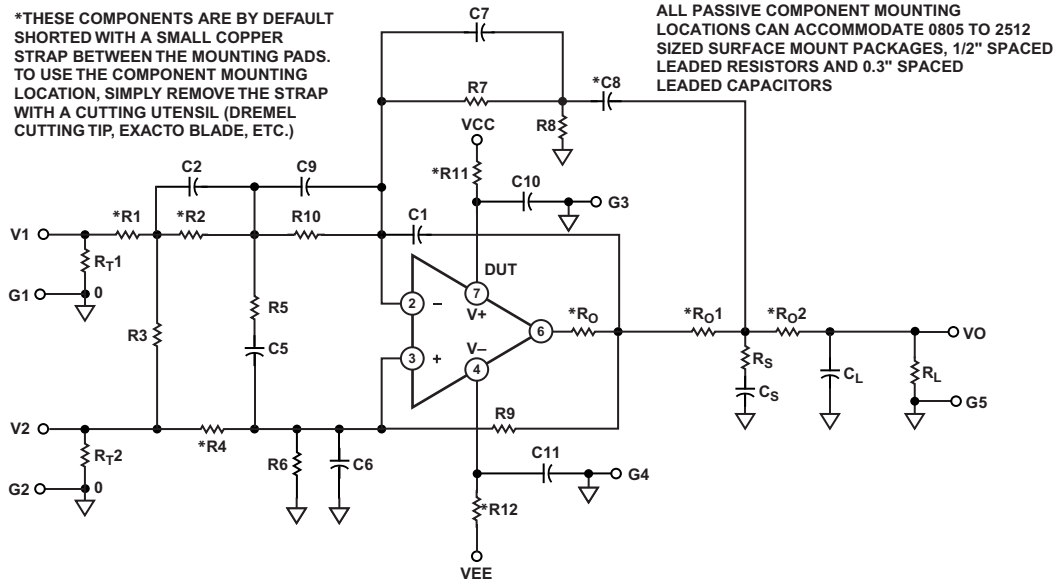 *THESE COMPONENTS ARE BY DEFAULT
SHORTED WITH A SMALL COPPER
STRAP BETWEEN THE MOUNTING PADS.
TO USE THE COMPONENT MOUNTING
LOCATION, SIMPLY REMOVE THE STRAP
WITH A CUTTING UTENSIL (DREMEL
CUTTING TIP, EXACTO BLADE, ETC.)
ALL PASSIVE COMPONENT MOUNTING
LOCATIONS CAN ACCOMMODATE 0805 TO 2512
SIZED SURFACE MOUNT PACKAGES, 1/2" SPACED
LEADED RESISTORS AND 0.3" SPACED
LEADED CAPACITORS
C7
R7
*C8
R8
VCC
*R11
C10
G3
C2
C9
*R1
*R2
R10
C1
V1
RT1
G1
0
DUT
7
V+
2
–
R3
R5
C5
3
+
V–
4
6
*RO
*RO1
*RO2
VO
RS
CS
CL
RL
G5
V2
*R4
R9
RT2
G2
0
R6
C6
C11
G4
*R12
VEE